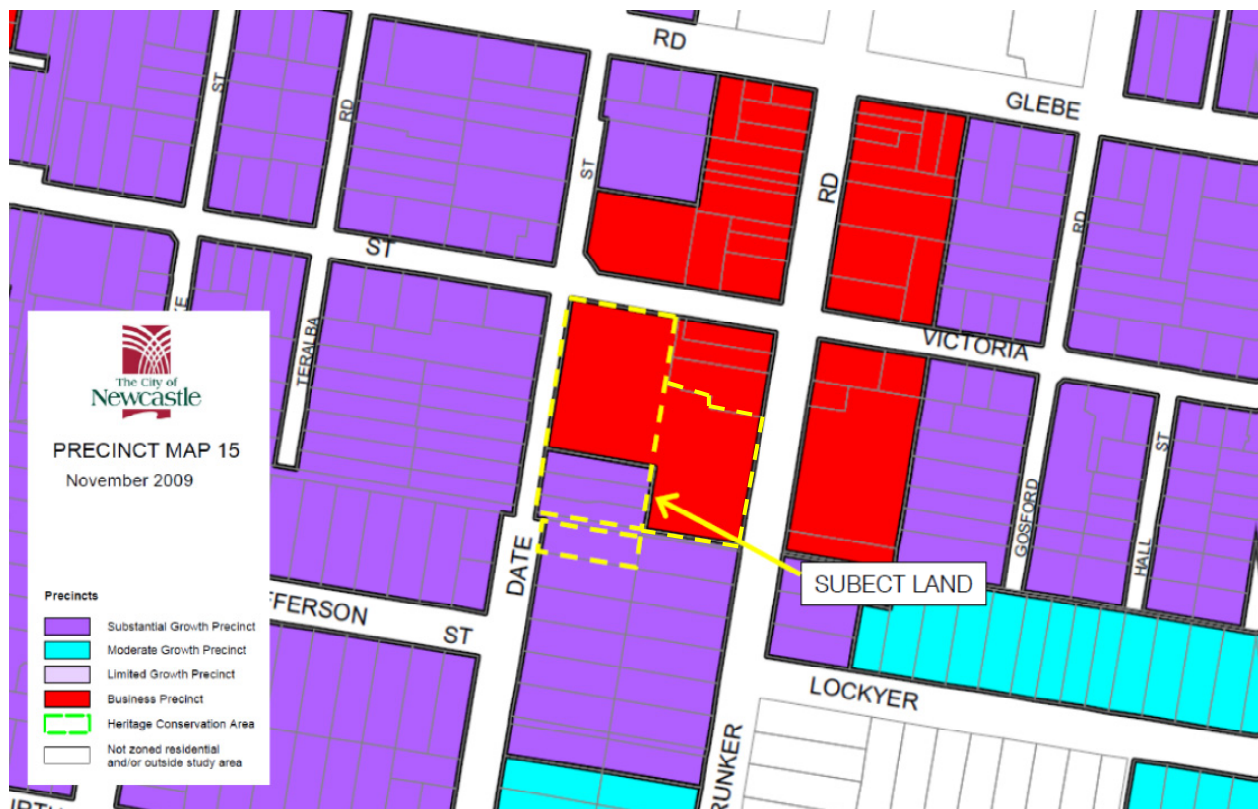 RD
GLEBE
ST
RD
ST
RD
RD
ST
VICTORIA
TERALBA
KE
The City of
Newcastle
PRECINCT MAP 15
November 2009
ST
GOSFORD
HALL
DATE
SUBECT LAND
FFERSON
ST
LOCKYER
RUNKER
Precincts
Substantial Growth Precinct
Moderate Growth Precinct
Limited Growth Precinct
Business Precinct
Heritage Conservation Area
Not zoned residential
and/or outside study area